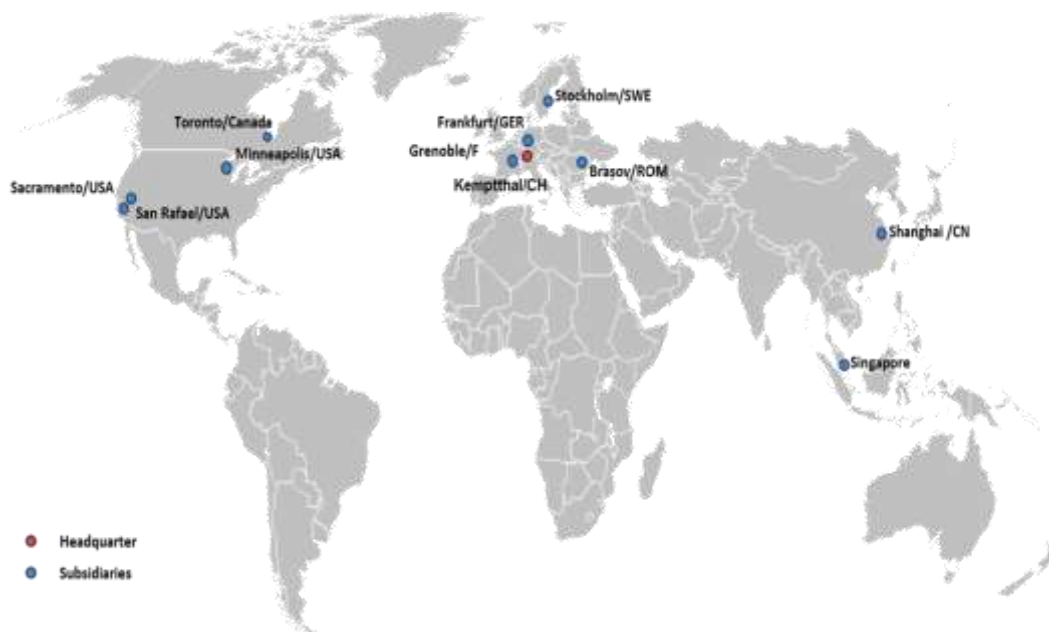 Stockholm/SWE
Frankfurt/GER
Toronto/Canada
Minneapolis/USA
Grenoble/F
Brasov/ROM
Kemptthal/CH
Sacramento/USA
San Rafael/USA
Shanghai /CN
Singapore
Headquarter
Subsidiaries